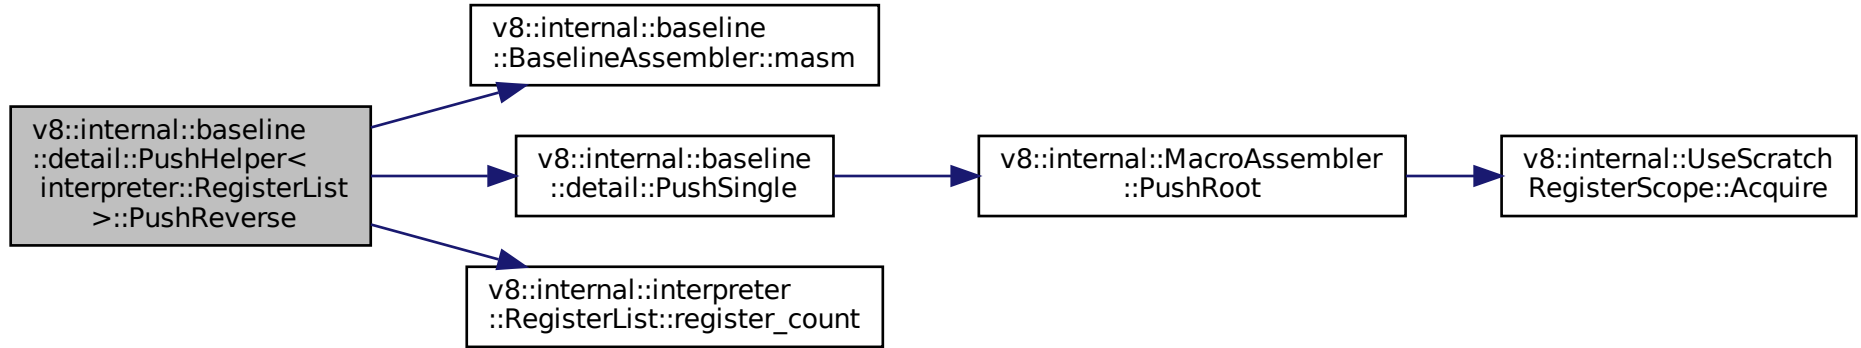 v8::internal::baseline
::detail::PushHelper<
interpreter::RegisterList
>::PushReverse
v8::internal::baseline
::BaselineAssembler::masm
v8::internal::baseline
::detail::PushSingle
v8::internal::MacroAssembler
::PushRoot
v8::internal::UseScratch
RegisterScope::Acquire
v8::internal::interpreter
::RegisterList::register_count